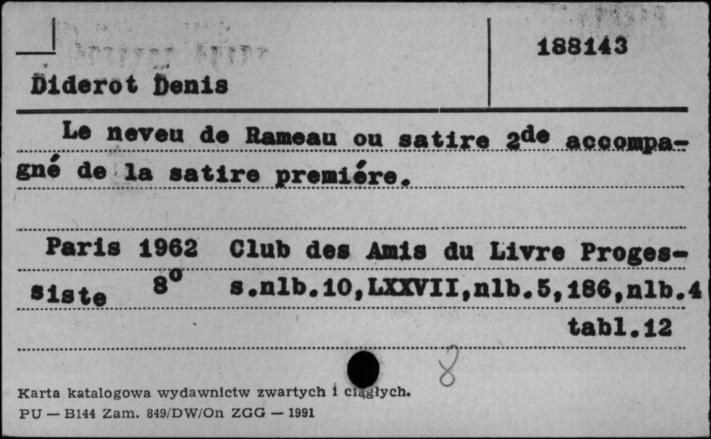 188143
Diderot Denis
Le neveu de Rameau ou satire 2de accompa-
gné de la satire premiére.
Paris 1962 Club des Amis du Livre Proges-
siste 8º s.nlb.10,LXXVII,nlb.5,186,nlb.4
tabl.12
8
Karta katalogowa wydawnictw zwartych i ciągłych.
PU — B144 Zam. 849/DW/On ZGG — 1991